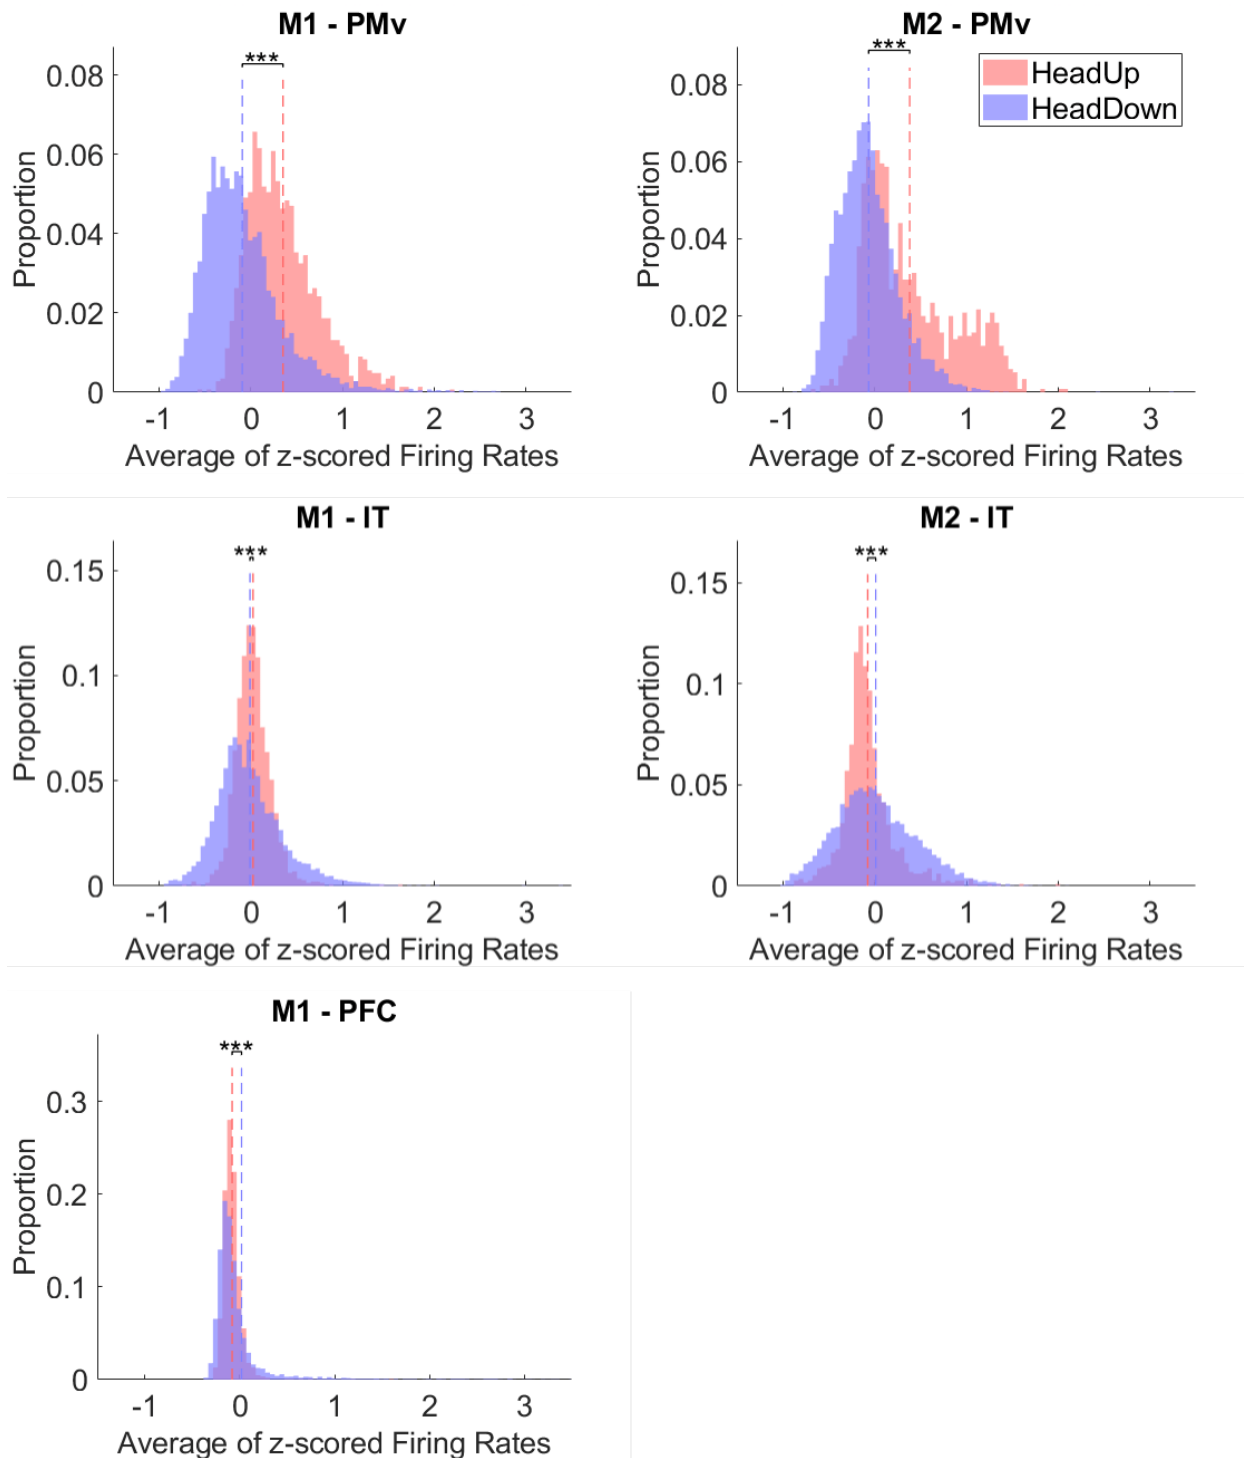 M1 - PMv
***
0.08
0.06
0.04
0.02
0
Proportion
-1 0 1 2 3
Average of z-scored Firing Rates
M2 - PMv
***
HeadUp
HeadDown
0.08
0.06
0.04
0.02
0
Proportion
-1 0 1 2 3
Average of z-scored Firing Rates
M1 - IT
***
0.15
0.1
0.05
0
Proportion
-1 0 1 2 3
Average of z-scored Firing Rates
M2 - IT
***
0.15
0.1
0.05
0
Proportion
-1 0 1 2 3
Average of z-scored Firing Rates
M1 - PFC
***
0.3
0.2
0.1
0
Proportion
-1 0 1 2 3
Average of z-scored Firing Rates